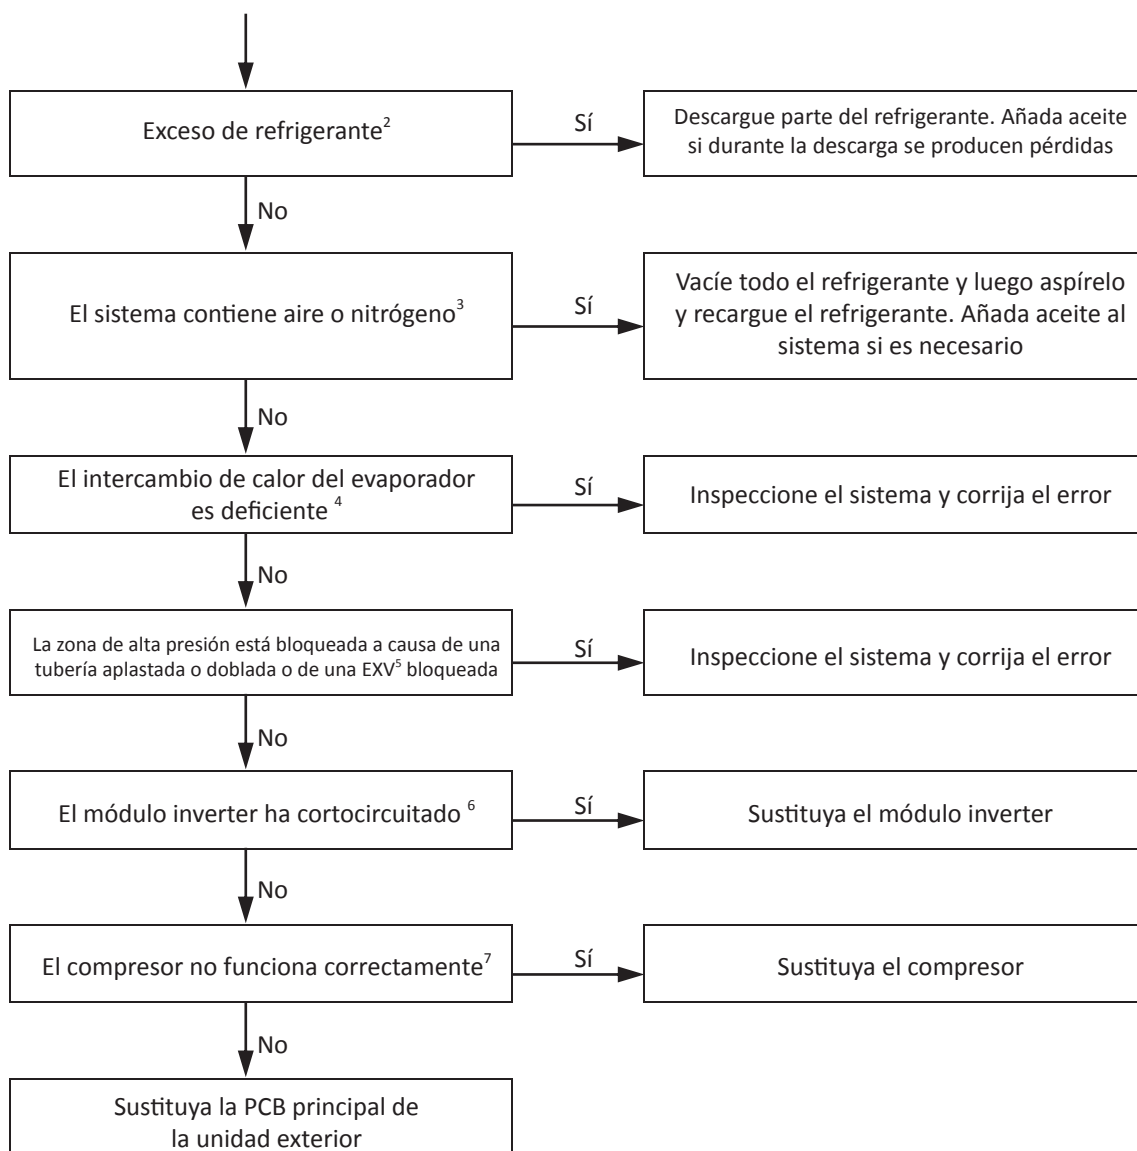 Exceso de refrigerante2
Sí
Descargue parte del refrigerante. Añada aceite
si durante la descarga se producen pérdidas
No
El sistema contiene aire o nitrógeno3
Sí
Vacíe todo el refrigerante y luego aspírelo
y recargue el refrigerante. Añada aceite al
sistema si es necesario
No
El intercambio de calor del evaporador
es deficiente 4
Sí
Inspeccione el sistema y corrija el error
No
La zona de alta presión está bloqueada a causa de una
tubería aplastada o doblada o de una EXV5 bloqueada
Sí
Inspeccione el sistema y corrija el error
No
El módulo inverter ha cortocircuitado 6
Sí
Sustituya el módulo inverter
No
El compresor no funciona correctamente7
Sí
Sustituya el compresor
No
Sustituya la PCB principal de
la unidad exterior